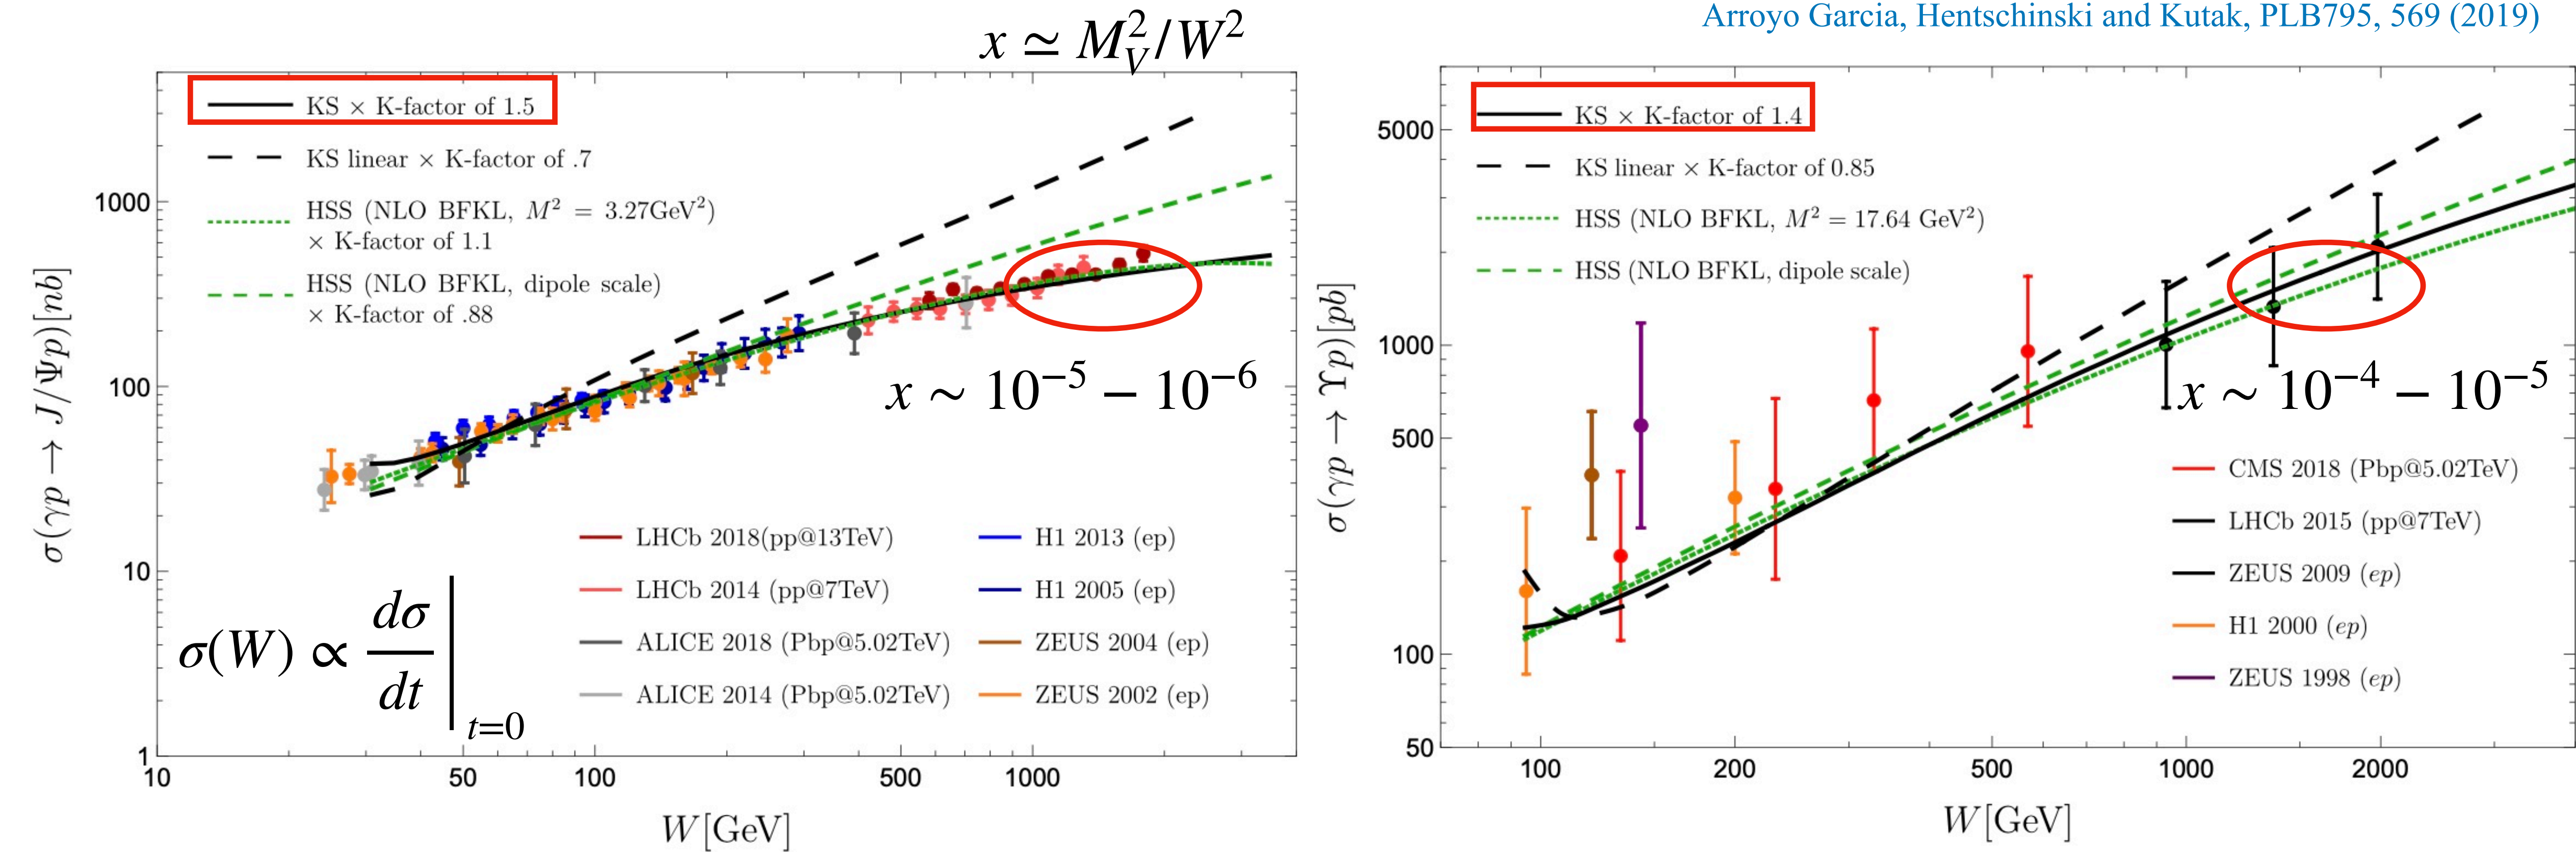 Arroyo Garcia, Hentschinski and Kutak, PLB795, 569 (2019)
x ≃ M_V^2/W^2
KS × K-factor of 1.5
KS linear × K-factor of .7
HSS (NLO BFKL, M^2 = 3.27GeV^2)
× K-factor of 1.1
HSS (NLO BFKL, dipole scale)
× K-factor of .88
1000
100
10
1
σ(γp → J/Ψp)[nb]
x ∼ 10^−5 − 10^−6
σ(W) ∝ dσ/dt |_t=0
LHCb 2018(pp@13TeV)
LHCb 2014 (pp@7TeV)
ALICE 2018 (Pbp@5.02TeV)
ALICE 2014 (Pbp@5.02TeV)
H1 2013 (ep)
H1 2005 (ep)
ZEUS 2004 (ep)
ZEUS 2002 (ep)
10 50 100 500 1000
W[GeV]
KS × K-factor of 1.4
KS linear × K-factor of 0.85
HSS (NLO BFKL, M^2 = 17.64 GeV^2)
HSS (NLO BFKL, dipole scale)
5000
1000
500
100
50
σ(γp → Υp)[pb]
x ∼ 10^−4 − 10^−5
CMS 2018 (Pbp@5.02TeV)
LHCb 2015 (pp@7TeV)
ZEUS 2009 (ep)
H1 2000 (ep)
ZEUS 1998 (ep)
100 200 500 1000 2000
W[GeV]